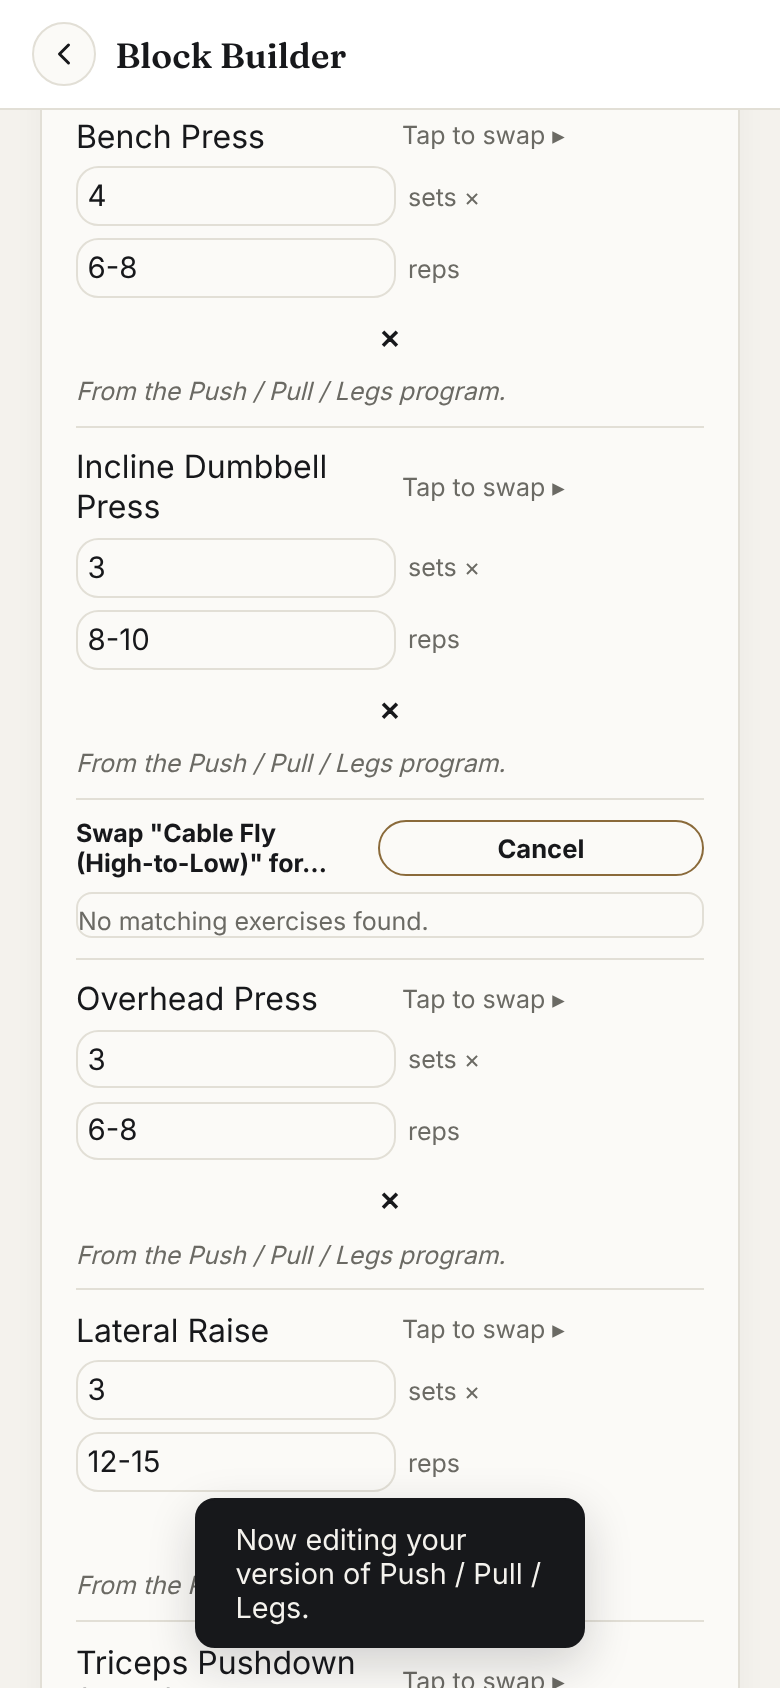 Block Builder
Bench Press
Tap to swap ▸
4
sets ×
6-8
reps
×
From the Push / Pull / Legs program.
Incline Dumbbell
Press
Tap to swap ▸
3
sets ×
8-10
reps
×
From the Push / Pull / Legs program.
Swap "Cable Fly
(High-to-Low)" for...
Cancel
No matching exercises found.
Overhead Press
Tap to swap ▸
3
sets ×
6-8
reps
×
From the Push / Pull / Legs program.
Lateral Raise
Tap to swap ▸
3
sets ×
12-15
reps
Now editing your
version of Push / Pull /
Legs.
From the
Triceps Pushdown
Tap to swap ▸